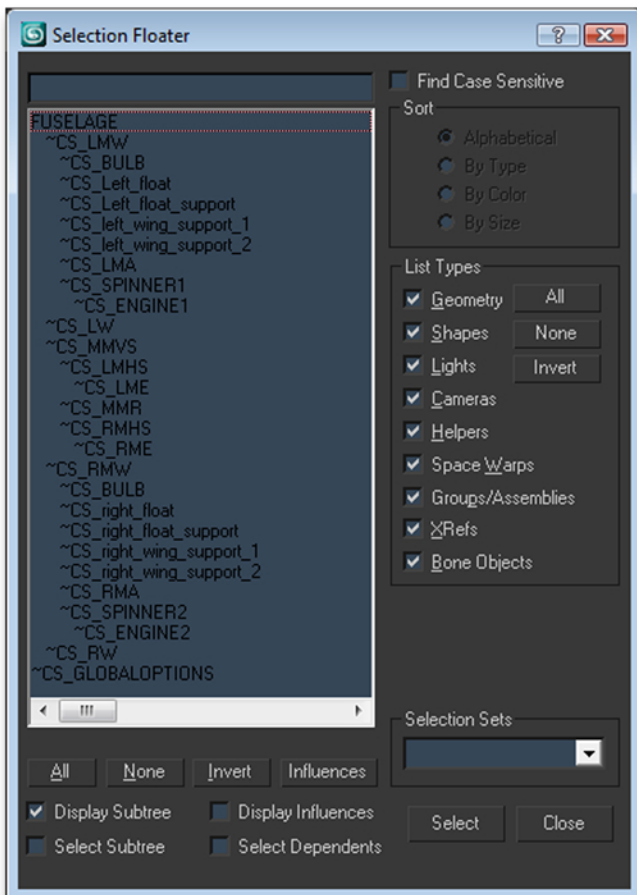 Selection Floater
Find Case Sensitive
FUSELAGE
~CS_LMW
~CS_BULB
~CS_Left_float
~CS_Left_float_support
~CS_left_wing_support_1
~CS_left_wing_support_2
~CS_LMA
~CS_SPINNER1
~CS_ENGINE1
~CS_LW
~CS_MMVS
~CS_LMHS
~CS_LME
~CS_MMR
~CS_RMHS
~CS_RME
~CS_RMW
~CS_BULB
~CS_right_float
~CS_right_float_support
~CS_right_wing_support_1
~CS_right_wing_support_2
~CS_RMA
~CS_SPINNER2
~CS_ENGINE2
~CS_RW
~CS_GLOBALOPTIONS
Sort
Alphabetical
By Type
By Color
By Size
List Types
Geometry All
Shapes None
Lights Invert
Cameras
Helpers
Space Warps
Groups/Assemblies
XRefs
Bone Objects
Selection Sets
All None Invert Influences
Display Subtree Display Influences
Select Subtree Select Dependents
Select Close